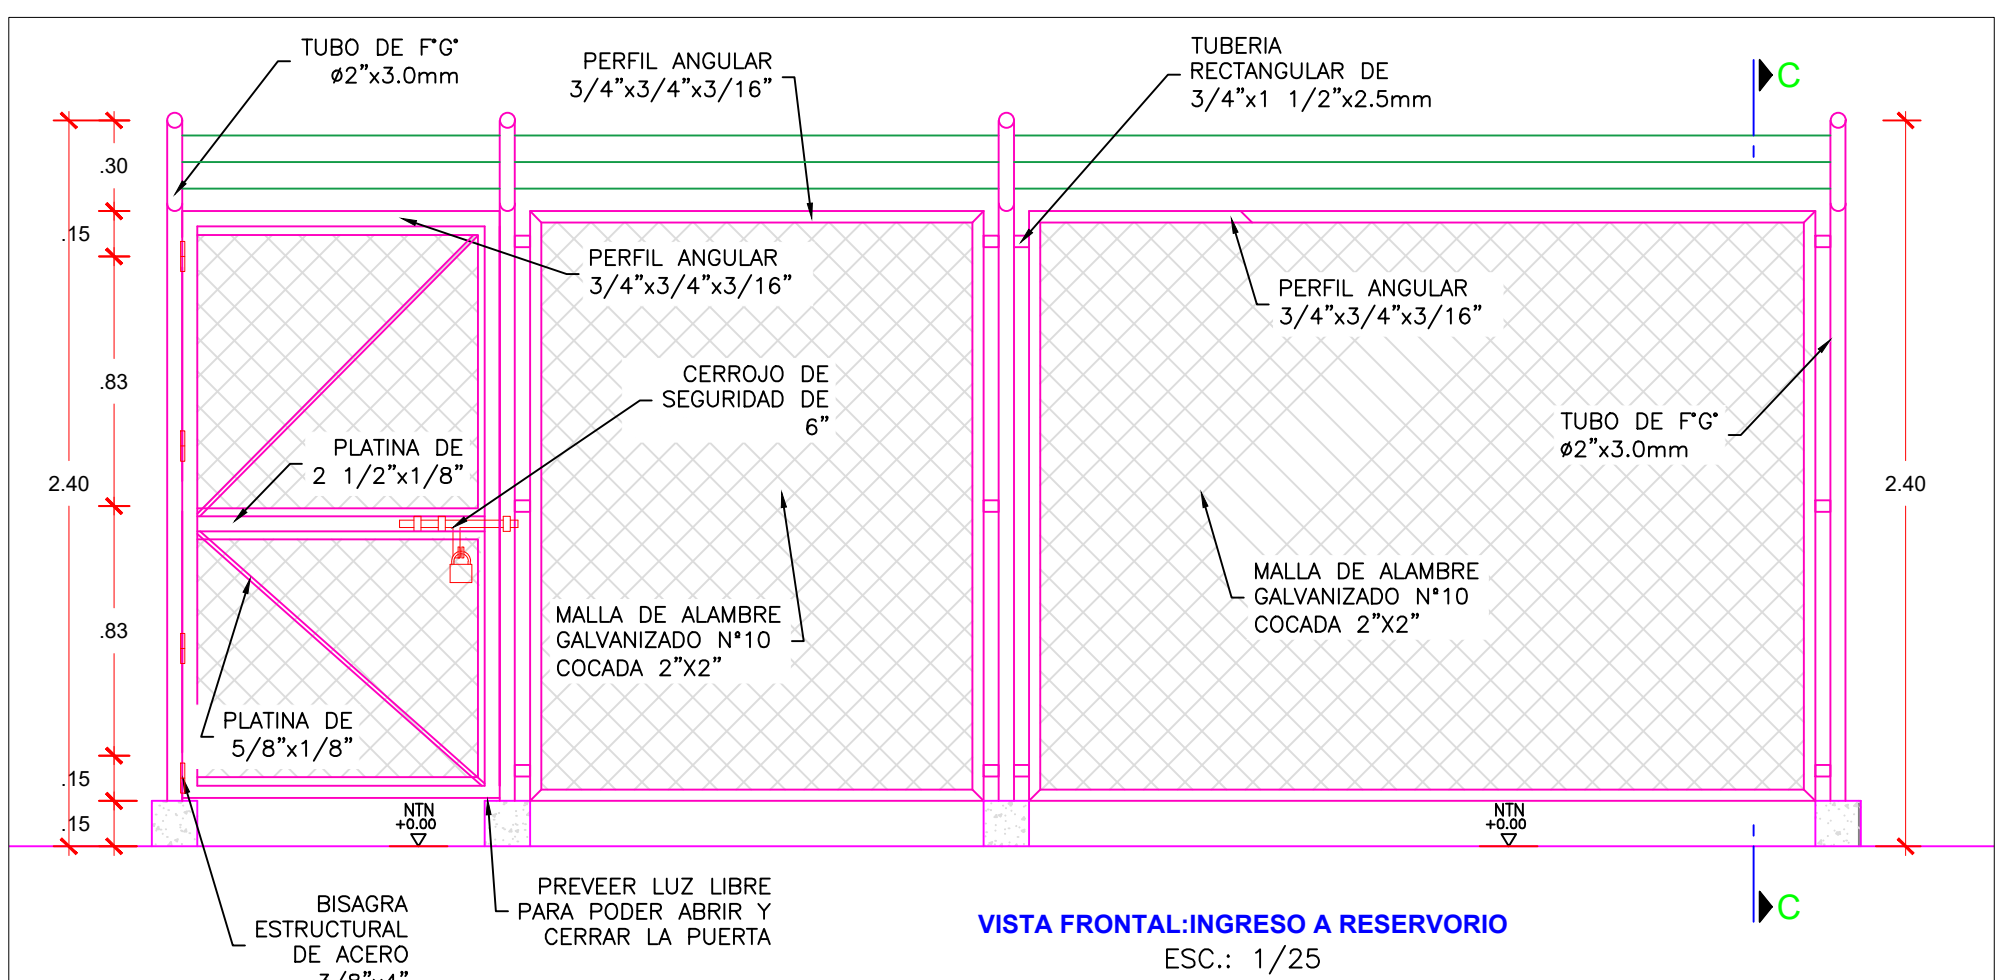 TUBO DE F°G°
ø2"x3.0mm
PERFIL ANGULAR
3/4"x3/4"x3/16"
TUBERIA
RECTANGULAR DE
3/4"x1 1/2"x2.5mm
C
.30
.15
.83
2.40
.83
.15
.15
PERFIL ANGULAR
3/4"x3/4"x3/16"
PERFIL ANGULAR
3/4"x3/4"x3/16"
CERROJO DE
SEGURIDAD DE
6"
PLATINA DE
2 1/2"x1/8"
TUBO DE F°G°
ø2"x3.0mm
2.40
MALLA DE ALAMBRE
GALVANIZADO Nº10
COCADA 2"X2"
MALLA DE ALAMBRE
GALVANIZADO Nº10
COCADA 2"X2"
PLATINA DE
5/8"x1/8"
NTN
+0.00
NTN
+0.00
BISAGRA
ESTRUCTURAL
DE ACERO
3/8"x4"
PREVEER LUZ LIBRE
PARA PODER ABRIR Y
CERRAR LA PUERTA
VISTA FRONTAL:INGRESO A RESERVORIO
ESC.: 1/25
C